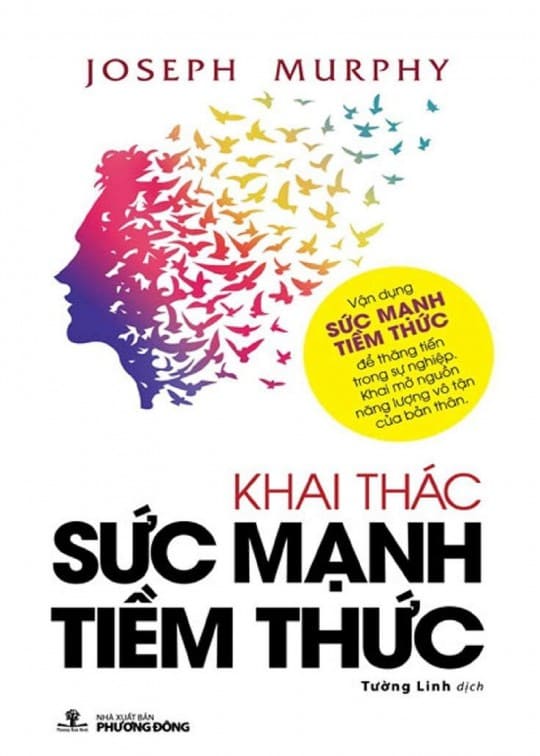 JOSEPH MURPHY
Vận dụng
SỨC MẠNH
TIỀM THỨC
để thăng tiến
trong sự nghiệp.
Khai mở nguồn
năng lượng vô tận
của bản thân.
KHAI THÁC
SỨC MẠNH
TIỀM THỨC
Tường Linh dịch
NHÀ XUẤT BẢN
PHƯƠNG ĐÔNG